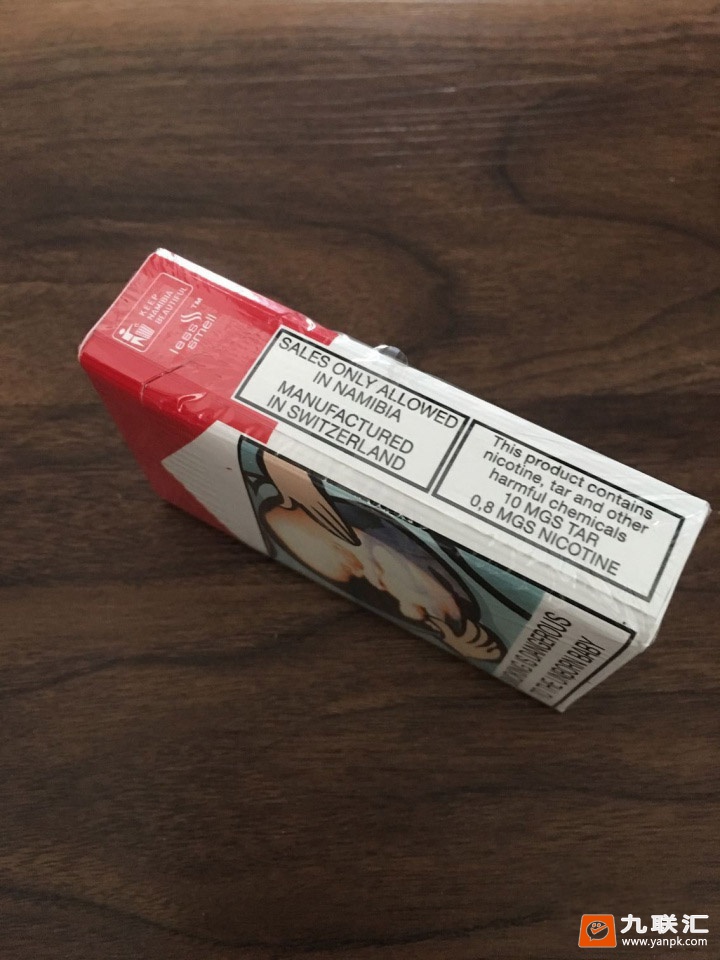 KEEP
NAMIBIA
BEAUTIFUL
less™
smell
SALES ONLY ALLOWED
IN NAMIBIA
MANUFACTURED
IN SWITZERLAND
This product contains
nicotine, tar and other
harmful chemicals
10 MGS TAR
0,8 MGS NICOTINE
IS DANGEROUS
TO THE UNBORN BABY
九联汇
www.yanpk.com